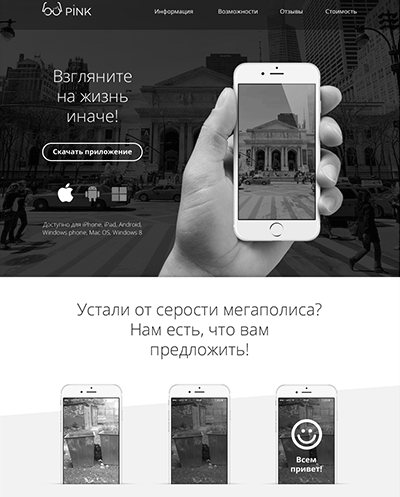 PINK
Информация Возможности Отзывы Стоимость
Взгляните
на жизнь
иначе!
Скачать приложение
Доступно для iPhone, iPad, Android,
Windows phone, Mac OS, Windows 8
Устали от серости мегаполиса?
Нам есть, что вам
предложить!
Всем
привет!